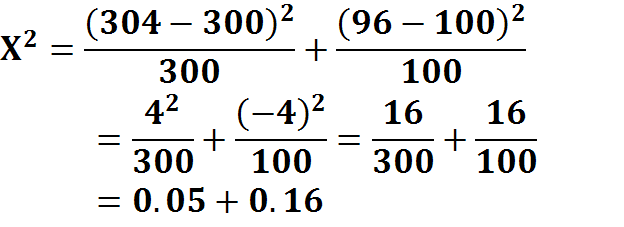 X² = (304 − 300)²/300 + (96 − 100)²/100
= 4²/300 + (−4)²/100 = 16/300 + 16/100
= 0.05 + 0.16